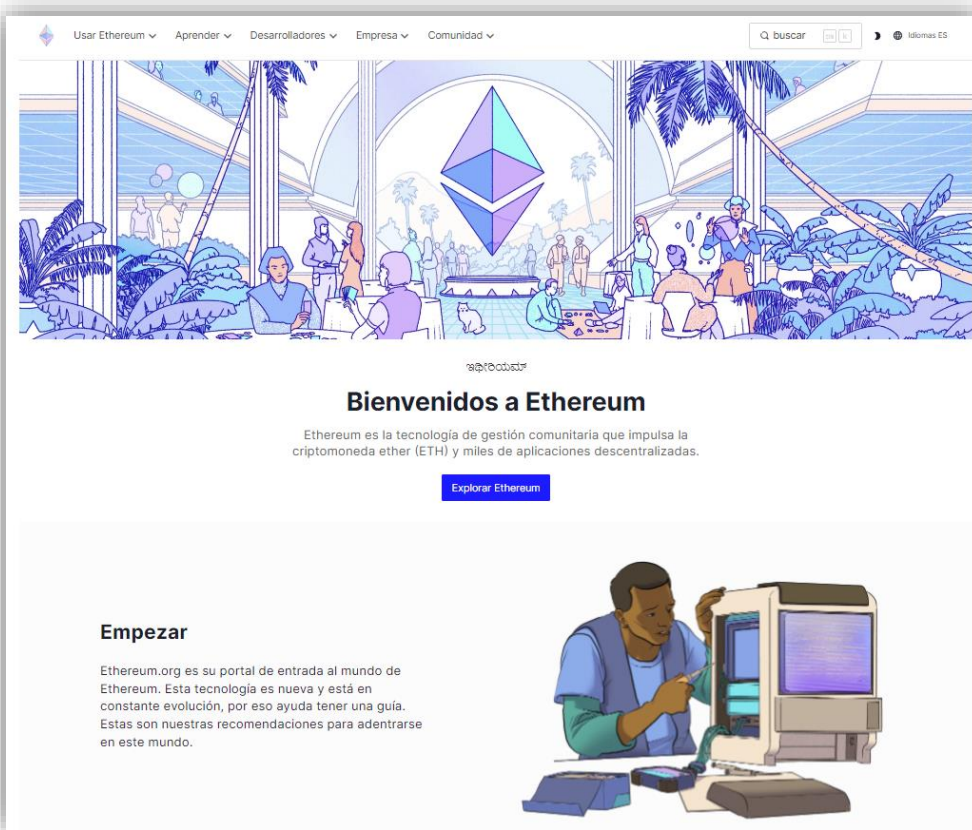 Usar Ethereum Aprender Desarrolladores Empresa Comunidad buscar Idiomas ES
ಇಥೀರಿಯಮ್
Bienvenidos a Ethereum
Ethereum es la tecnología de gestión comunitaria que impulsa la
criptomoneda ether (ETH) y miles de aplicaciones descentralizadas.
Explorar Ethereum
Empezar
Ethereum.org es su portal de entrada al mundo de
Ethereum. Esta tecnología es nueva y está en
constante evolución, por eso ayuda tener una guía.
Estas son nuestras recomendaciones para adentrarse
en este mundo.